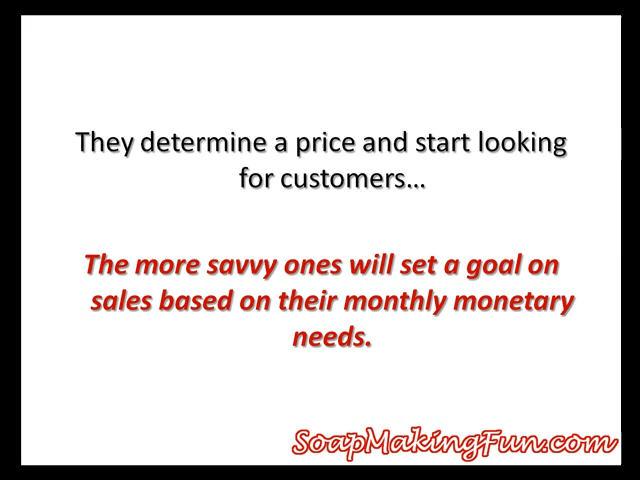 They determine a price and start looking
for customers…
The more savvy ones will set a goal on
sales based on their monthly monetary
needs.
SoapMakingFun.com